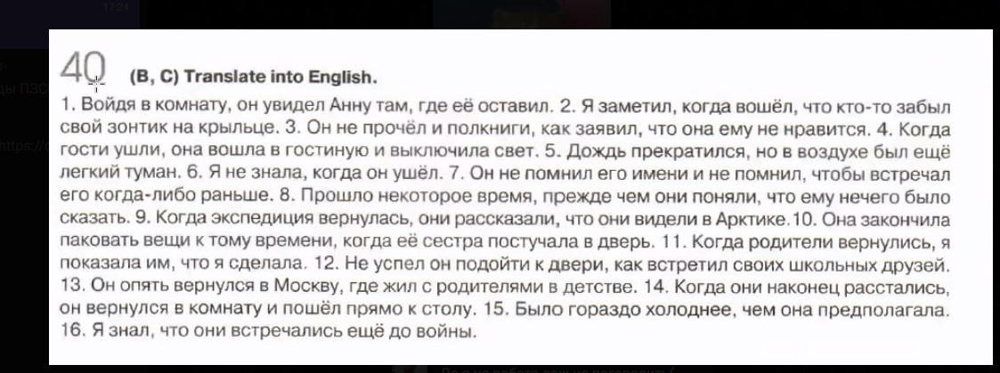 17:24
40 (B, C) Translate into English.
1. Войдя в комнату, он увидел Анну там, где её оставил. 2. Я заметил, когда вошёл, что кто-то забыл
свой зонтик на крыльце. 3. Он не прочёл и полкниги, как заявил, что она ему не нравится. 4. Когда
гости ушли, она вошла в гостиную и выключила свет. 5. Дождь прекратился, но в воздухе был ещё
легкий туман. 6. Я не знала, когда он ушёл. 7. Он не помнил его имени и не помнил, чтобы встречал
https://
его когда-либо раньше. 8. Прошло некоторое время, прежде чем они поняли, что ему нечего было
сказать. 9. Когда экспедиция вернулась, они рассказали, что они видели в Арктике.10. Она закончила
паковать вещи к тому времени, когда её сестра постучала в дверь. 11. Когда родители вернулись, я
показала им, что я сделала. 12. Не успел он подойти к двери, как встретил своих школьных друзей.
13. Он опять вернулся в Москву, где жил с родителями в детстве. 14. Когда они наконец расстались,
он вернулся в комнату и пошёл прямо к столу. 15. Было гораздо холоднее, чем она предполагала.
16. Я знал, что они встречались ещё до войны.